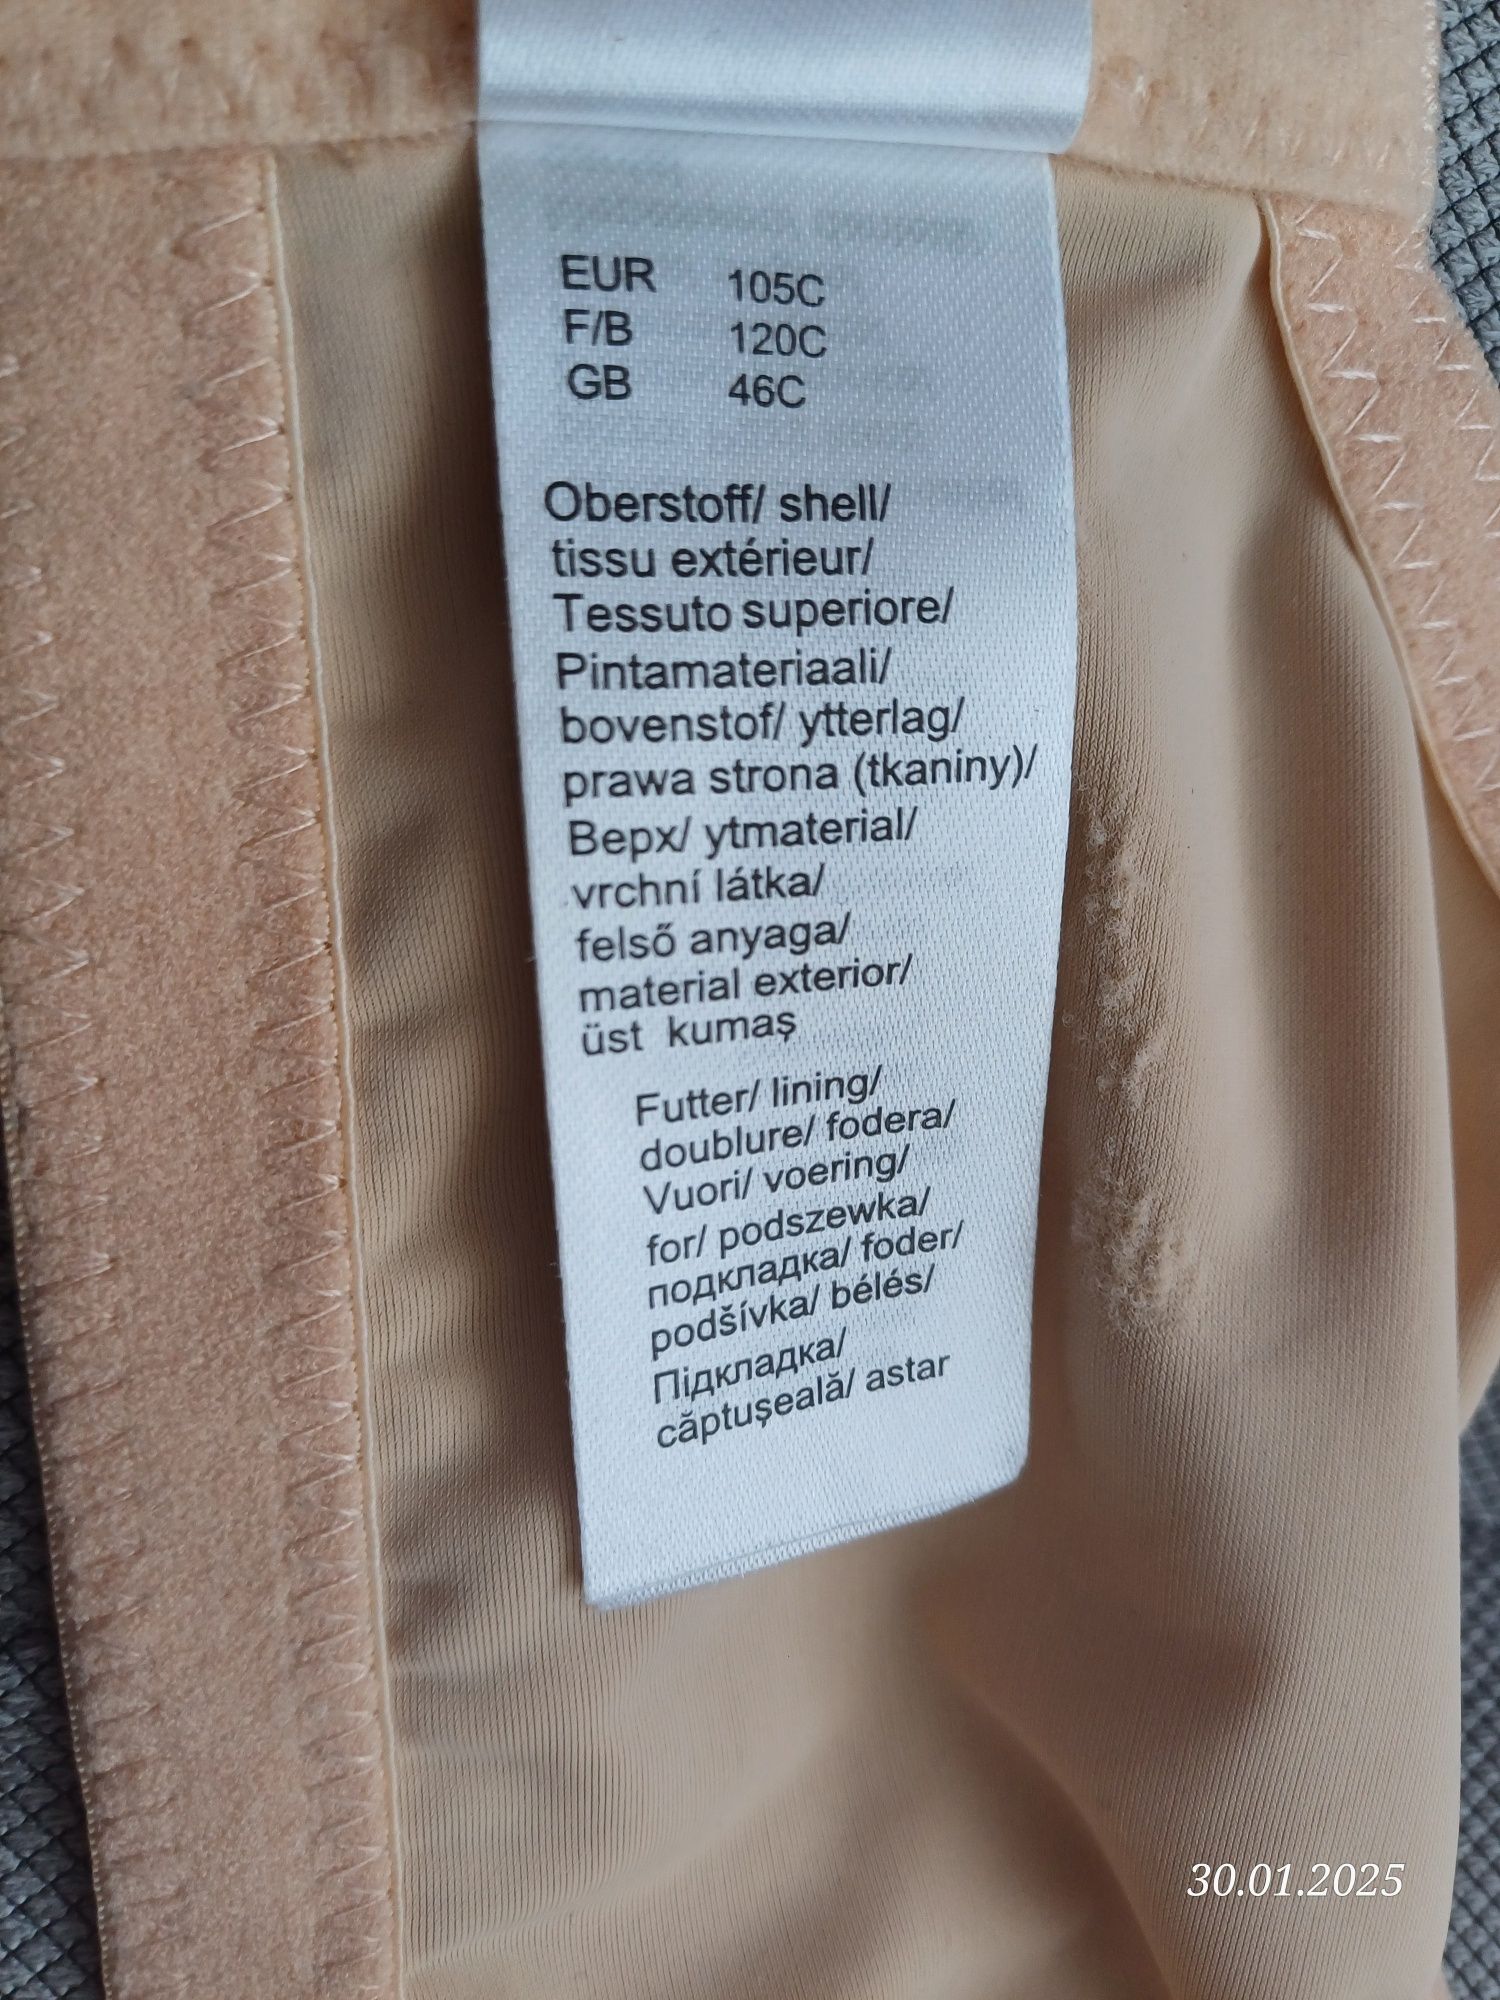 EUR 105C
F/B 120C
GB 46C
Oberstoff/ shell/
tissu extérieur/
Tessuto superiore/
Pintamateriaali/
bovenstof/ ytterlag/
prawa strona (tkaniny)/
Верх/ ytmaterial/
vrchní látka/
felső anyaga/
material exterior/
üst kumaş
Futter/ lining/
doublure/ fodera/
Vuori/ voering/
for/ podszewka/
подкладка/ foder/
podšívka/ bélés/
Підкладка/
căptuşeală/ astar
30.01.2025